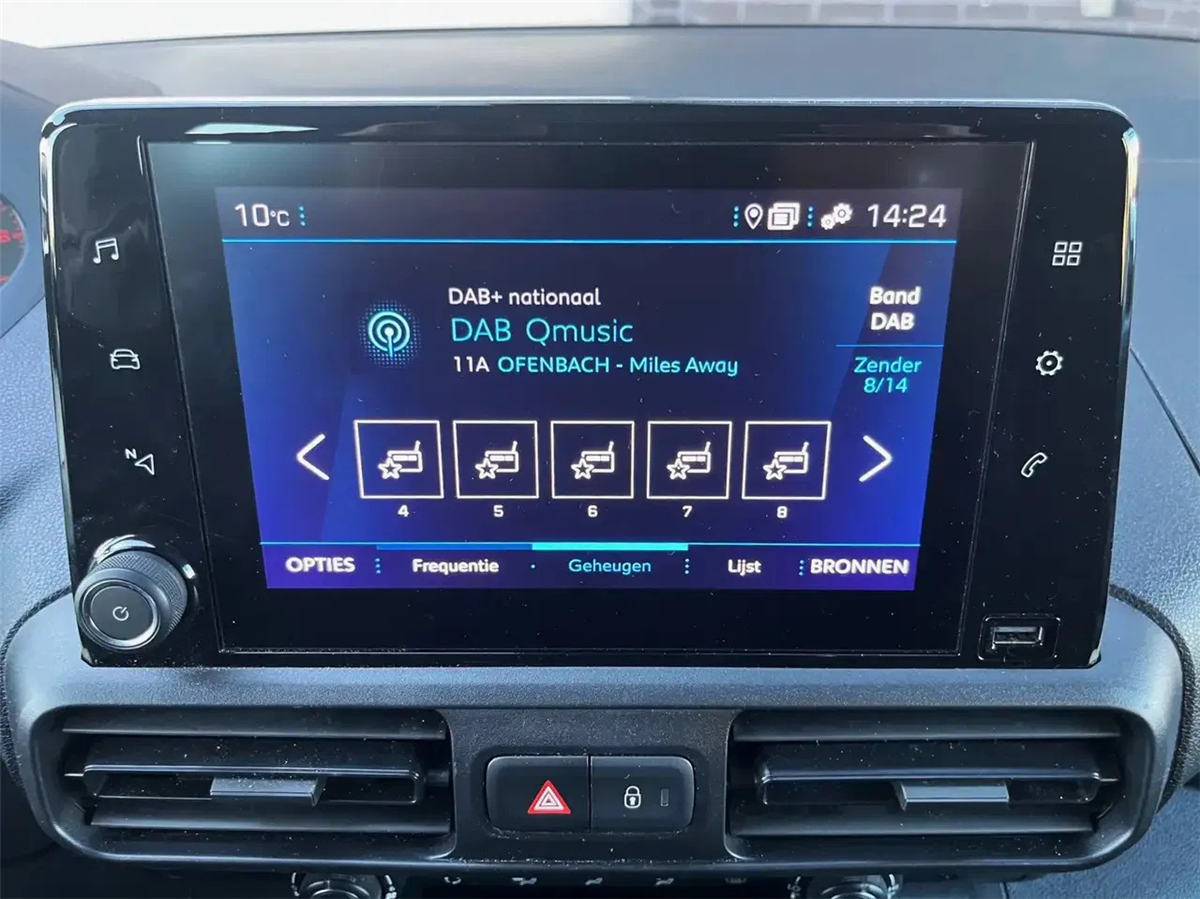 10°C
14:24
DAB+ nationaal
DAB Qmusic
11A OFENBACH - Miles Away
Band
DAB
Zender
8/14
N
4 5 6 7 8
OPTIES Frequentie Geheugen Lijst BRONNEN